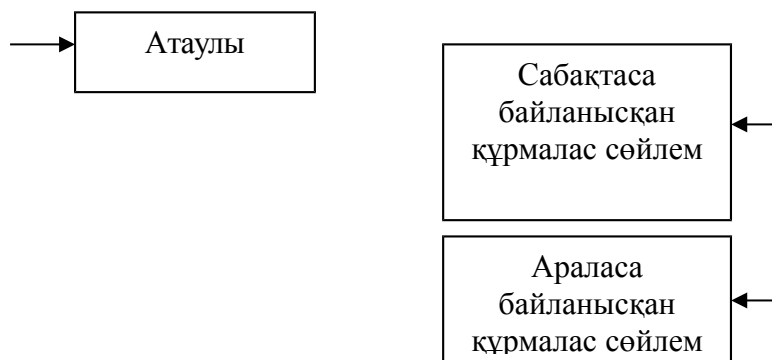 Атаулы
Сабақтаса
байланысқан
құрмалас сөйлем
Араласа
байланысқан
құрмалас сөйлем